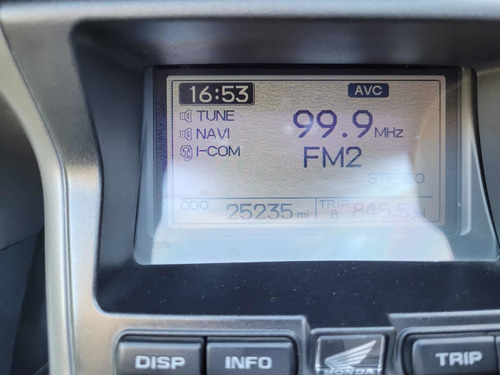 16:53 AVC
TUNE 99.9 MHz
NAVI
I-COM FM2
STEREO
ODO 25235 mi TRIP B 845.5 mi
DISP INFO HONDA TRIP